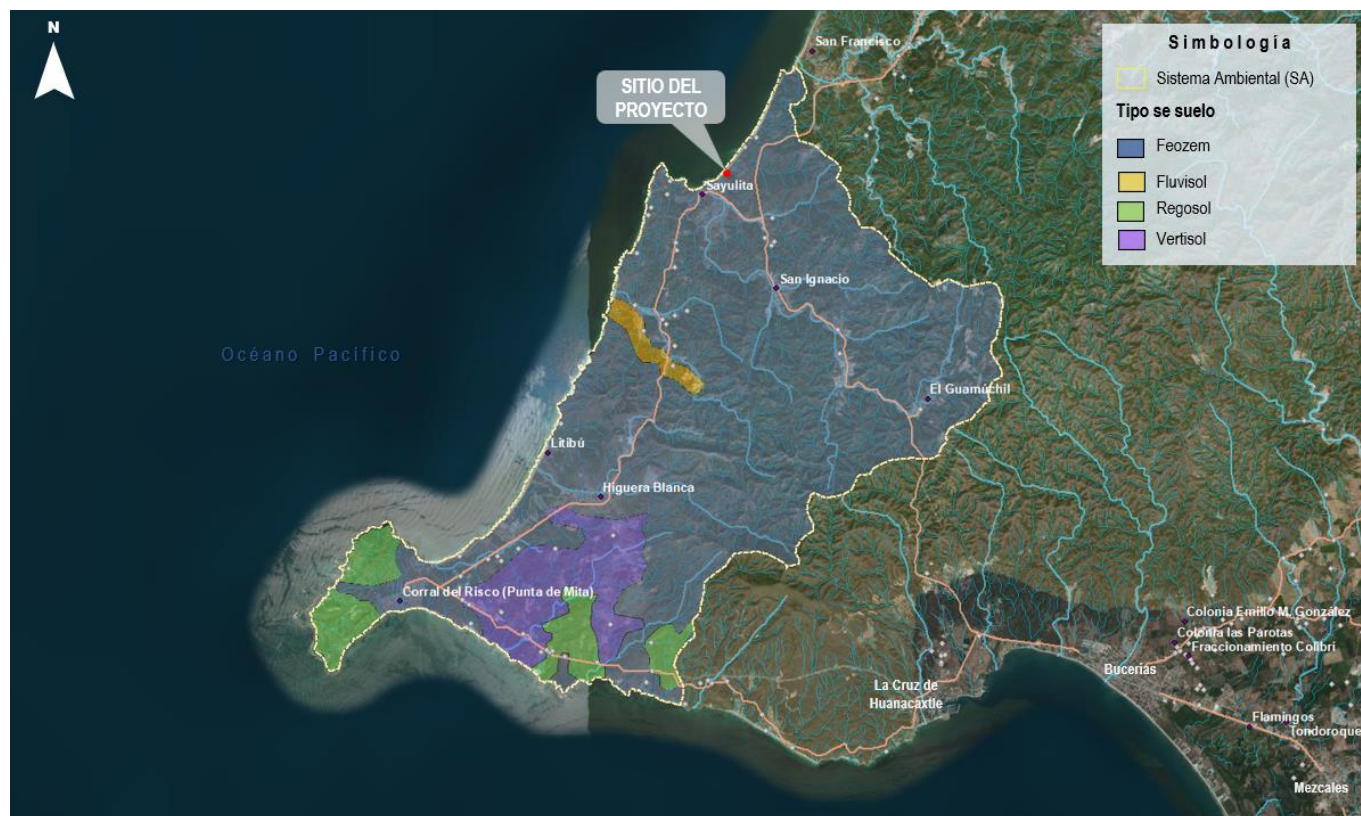 N
San Francisco
SITIO DEL
PROYECTO
Sayulita
San Ignacio
Océano Pacífico
El Guamúchil
Litibú
Higuera Blanca
Corral del Risco (Punta de Mita)
Colonia Emilio M. González
Colonia las Parotas
Fraccionamiento Colibrí
Bucerías
La Cruz de
Huanacaxtle
Flamingos
Tondoroque
Mezcales
Simbología
Sistema Ambiental (SA)
Tipo se suelo
Feozem
Fluvisol
Regosol
Vertisol